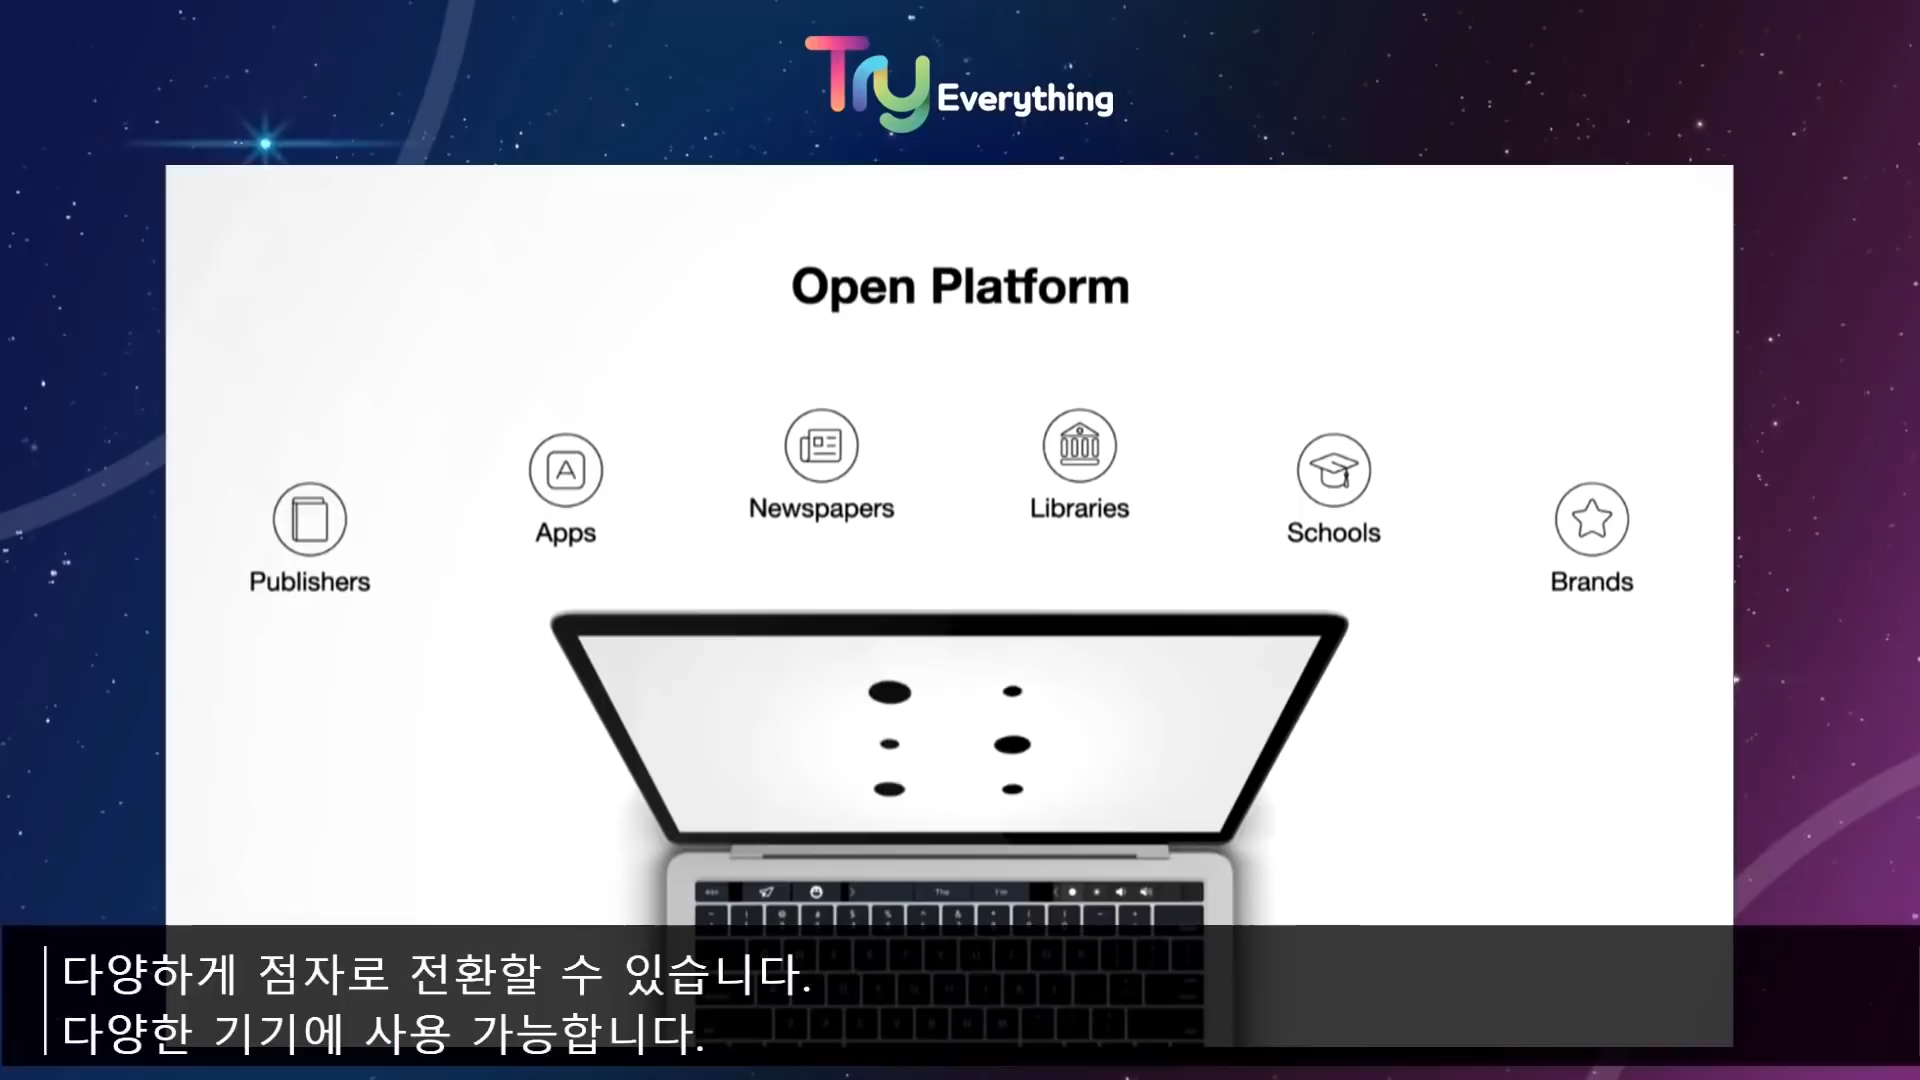 Try Everything
Open Platform
Newspapers
Libraries
Apps
Schools
Publishers
Brands
다양하게 점자로 전환할 수 있습니다.
다양한 기기에 사용 가능합니다.